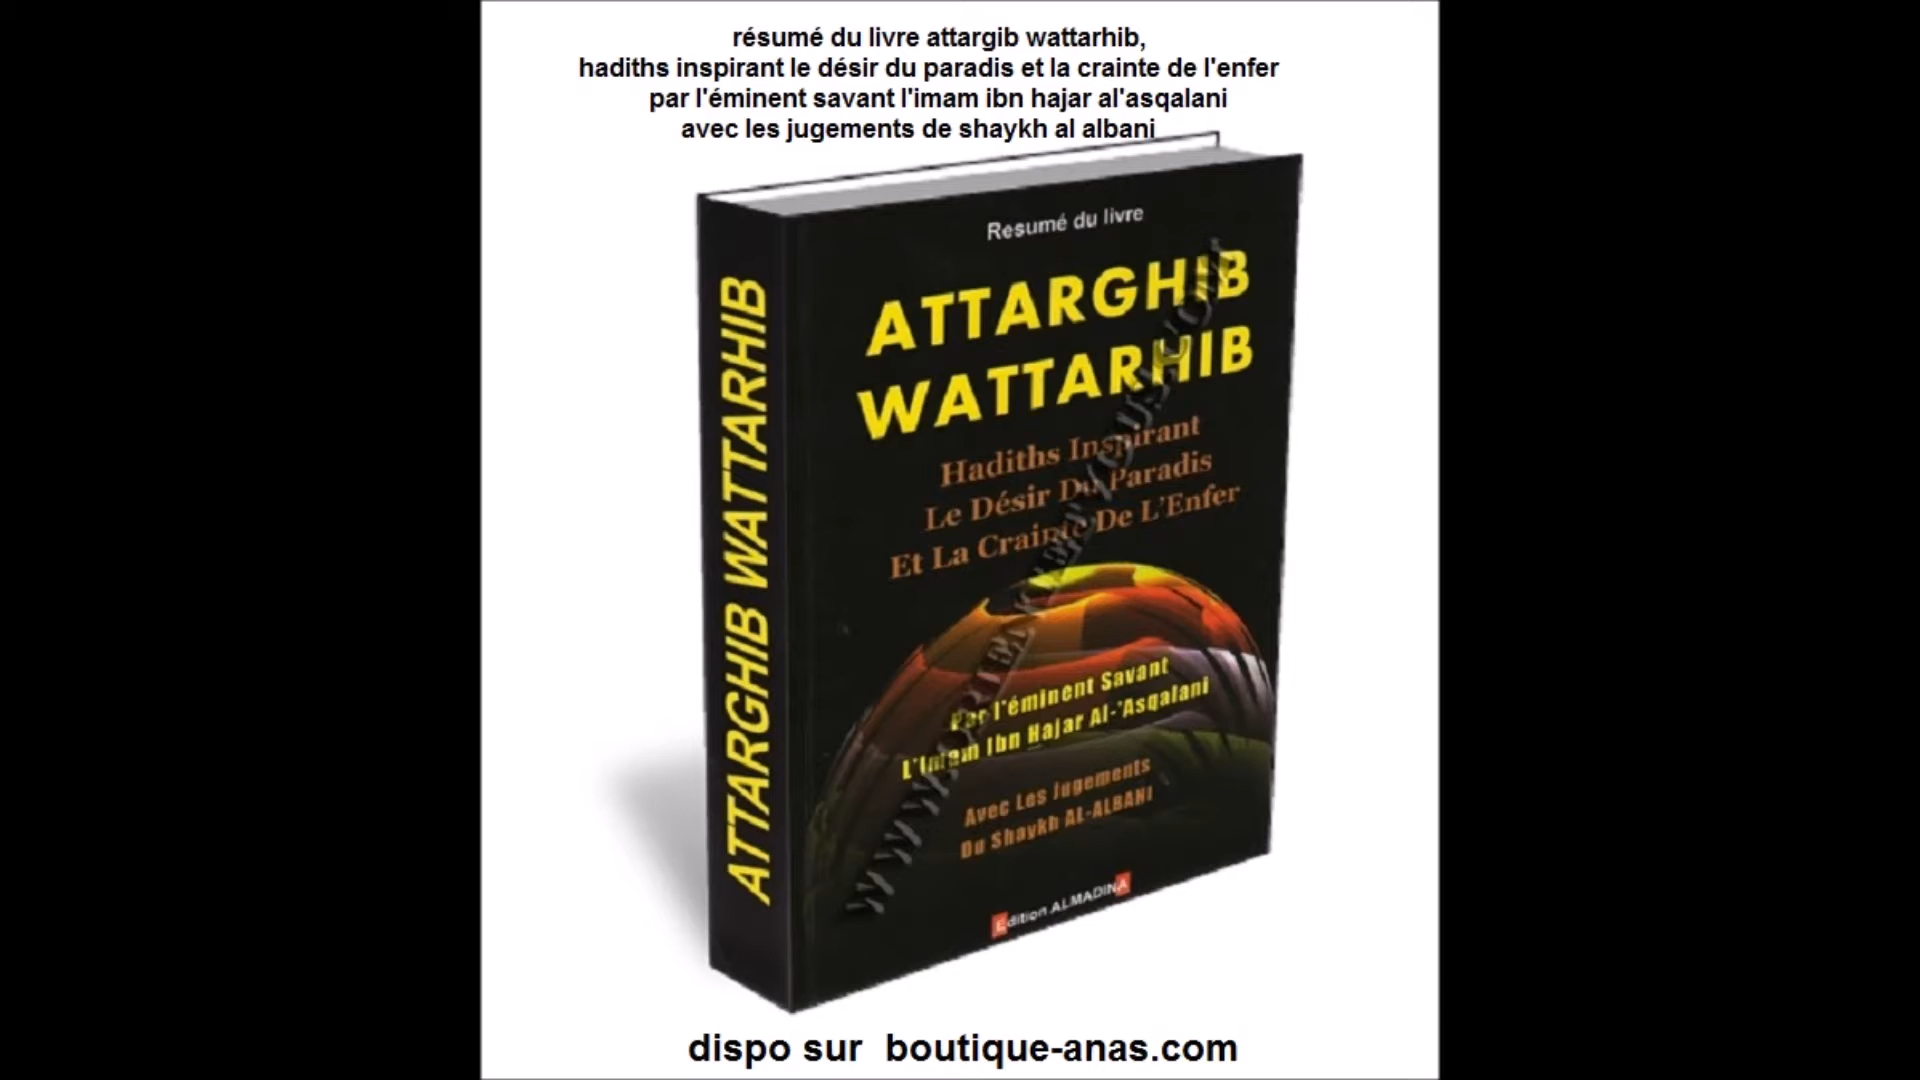 résumé du livre attargib wattarhib,
hadiths inspirant le désir du paradis et la crainte de l'enfer
par l'éminent savant l'imam ibn hajar al'asqalani
avec les jugements de shaykh al albani
Resumé du livre
ATTARGHIB
WATTARHIB
Hadiths Inspirant
Le Désir Du Paradis
Et La Crainte De L'Enfer
Par l'éminent Savant
L'Imam Ibn Hajar Al-'Asqalani
Avec Les Jugements
Du Shaykh AL-ALBANI
Edition ALMADINA
ATTARGHIB WATTARHIB
dispo sur boutique-anas.com